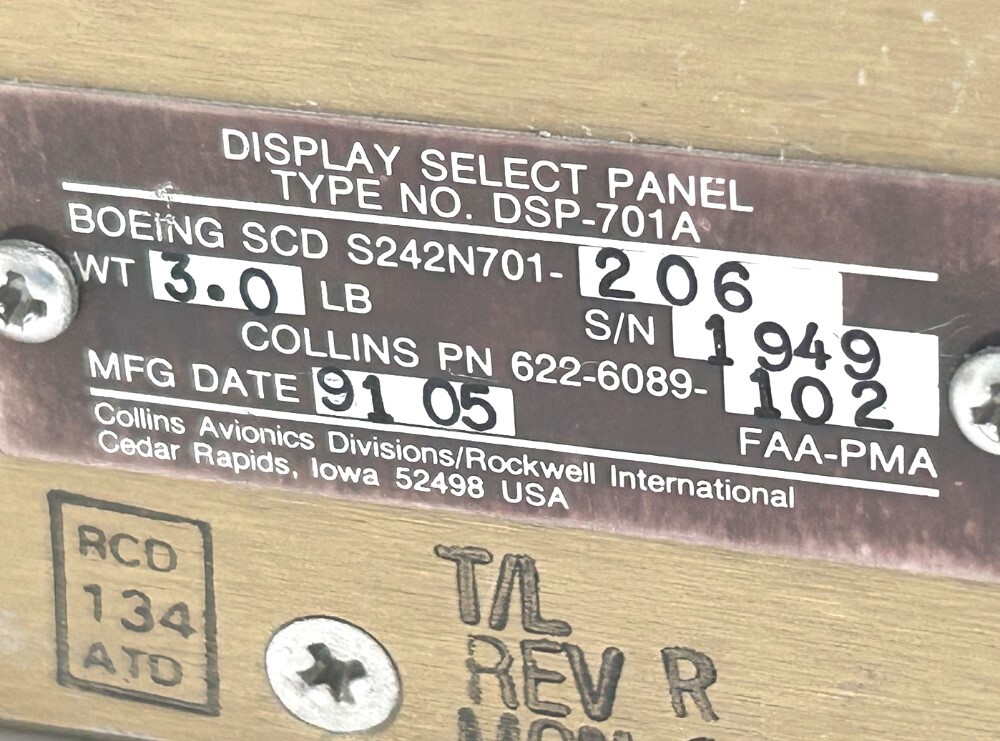 DISPLAY SELECT PANEL
TYPE NO. DSP-701A
BOEING SCD S242N701- 206
WT 3.0 LB
S/N 1949
COLLINS PN 622-6089- 102
MFG DATE 91 05
FAA-PMA
Collins Avionics Divisions/Rockwell International
Cedar Rapids, Iowa 52498 USA
RCD
134
ATD
T/L
REV R